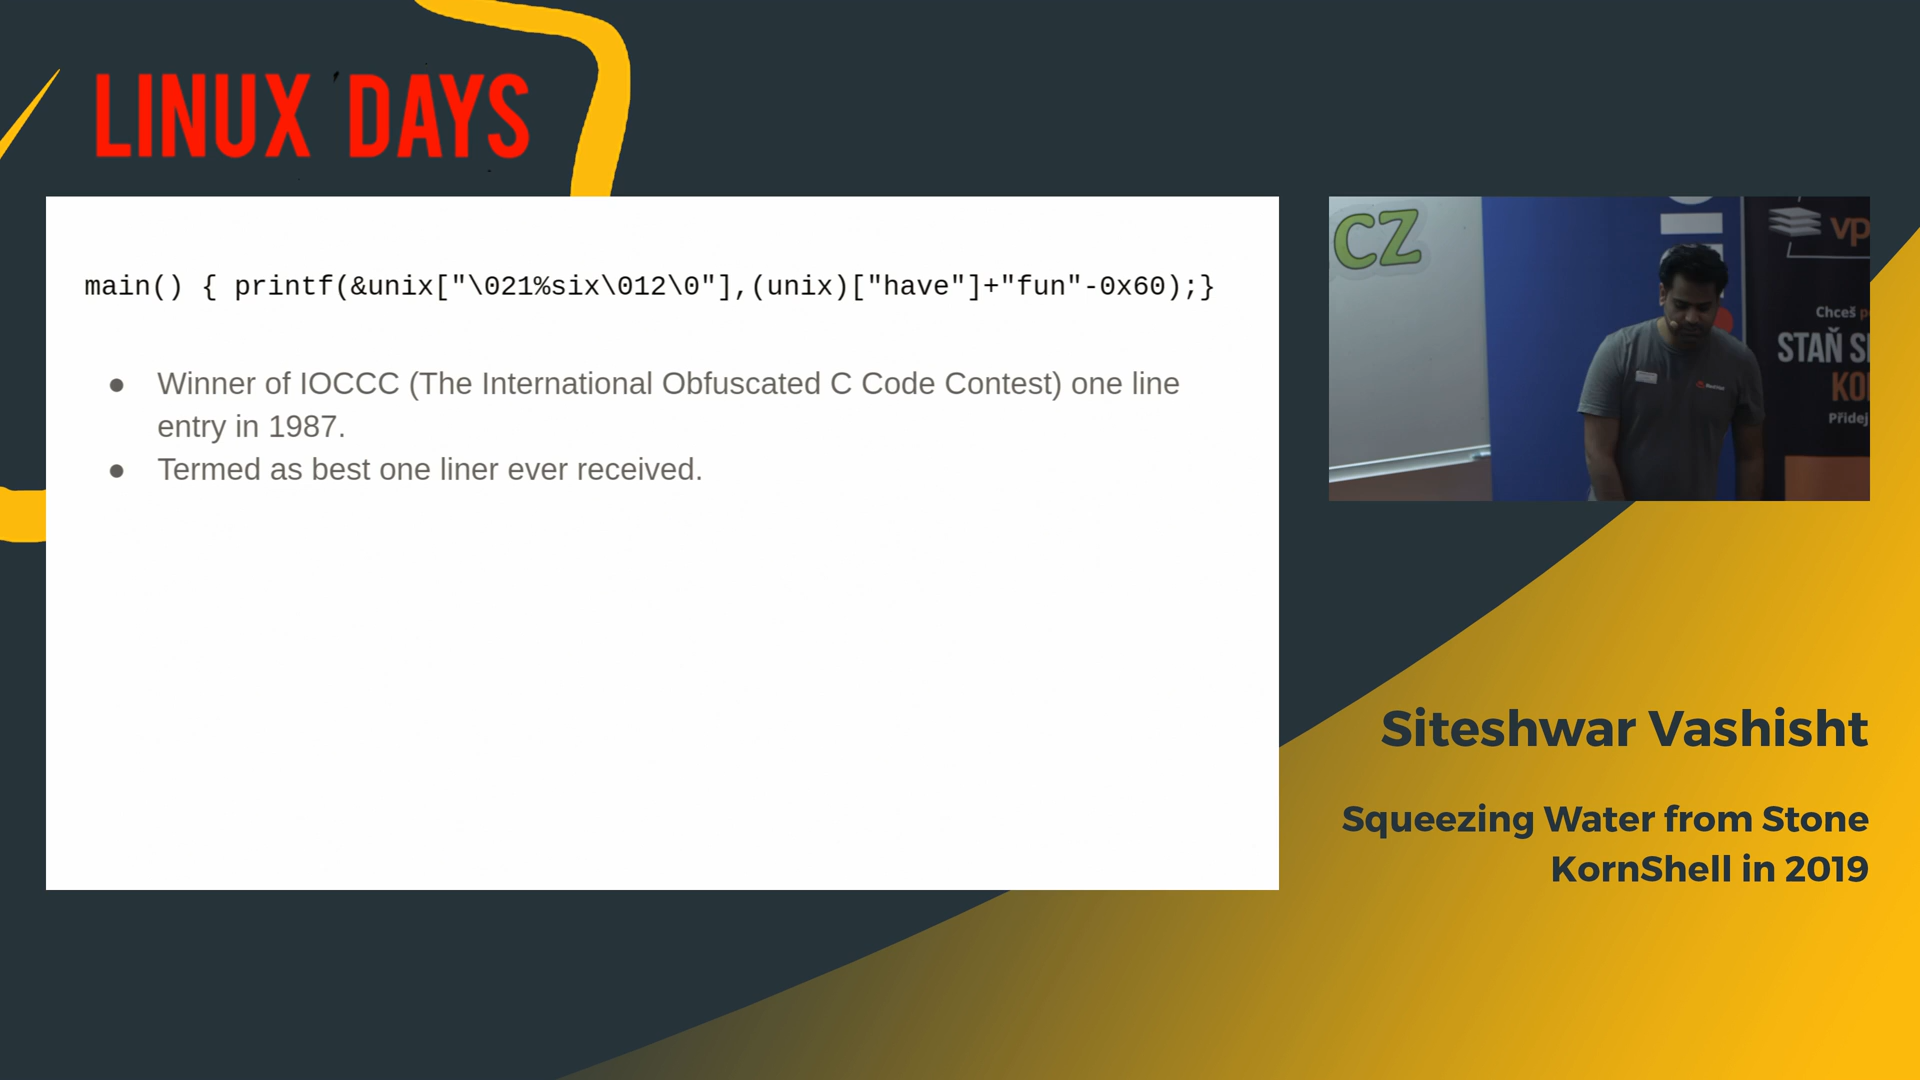 LINUX DAYS
main() { printf(&unix["\021%six\012\0"],(unix)["have"]+"fun"-0x60);}
● Winner of IOCCC (The International Obfuscated C Code Contest) one line
entry in 1987.
● Termed as best one liner ever received.
CZ
vp
Chceš p
STAŇ S
KO
Přidej
Siteshwar Vashisht
Squeezing Water from Stone
KornShell in 2019